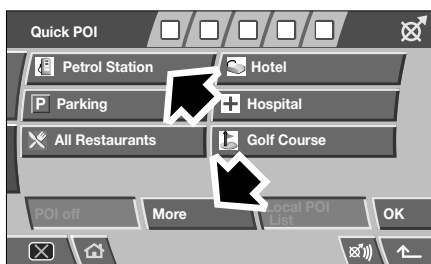 Quick POI
Petrol Station
Hotel
P Parking
Hospital
All Restaurants
Golf Course
POI off
More
Local POI
List
OK